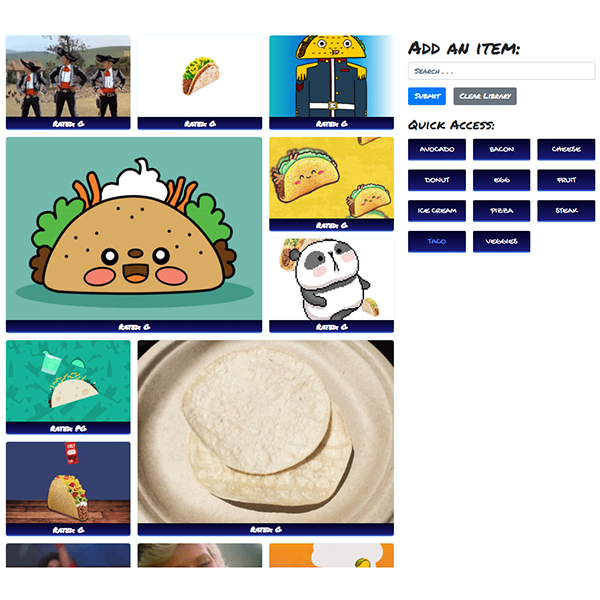 Add an item:
Search . . .
Submit
Clear Library
Quick Access:
AVOCADO
BACON
CHEESE
DONUT
EGG
FRUIT
ICE CREAM
PIZZA
STEAK
TACO
VEGGIES
Rated: G
Rated: G
Rated: G
Rated: G
Rated: G
Rated: G
Rated: PG
Rated: G
Rated: G